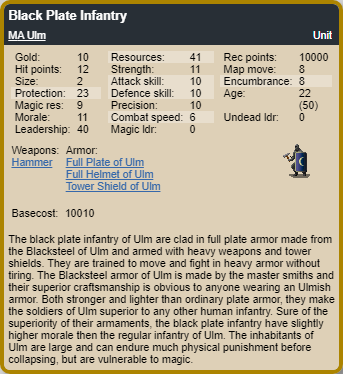 Black Plate Infantry
MA Ulm Unit
Gold: 10 Resources: 41 Rec points: 10000
Hit points: 12 Strength: 11 Map move: 8
Size: 2 Attack skill: 10 Encumbrance: 8
Protection: 23 Defence skill: 10 Age: 22
Magic res: 9 Precision: 10 (50)
Morale: 11 Combat speed: 6 Undead ldr: 0
Leadership: 40 Magic ldr: 0
Weapons: Armor:
Hammer Full Plate of Ulm
Full Helmet of Ulm
Tower Shield of Ulm
Basecost: 10010
The black plate infantry of Ulm are clad in full plate armor made from
the Blacksteel of Ulm and armed with heavy weapons and tower
shields. They are trained to move and fight in heavy armor without
tiring. The Blacksteel armor of Ulm is made by the master smiths and
their superior craftsmanship is obvious to anyone wearing an Ulmish
armor. Both stronger and lighter than ordinary plate armor, they make
the soldiers of Ulm superior to any other human infantry. Sure of the
superiority of their armaments, the black plate infantry have slightly
higher morale then the regular infantry of Ulm. The inhabitants of
Ulm are large and can endure much physical punishment before
collapsing, but are vulnerable to magic.